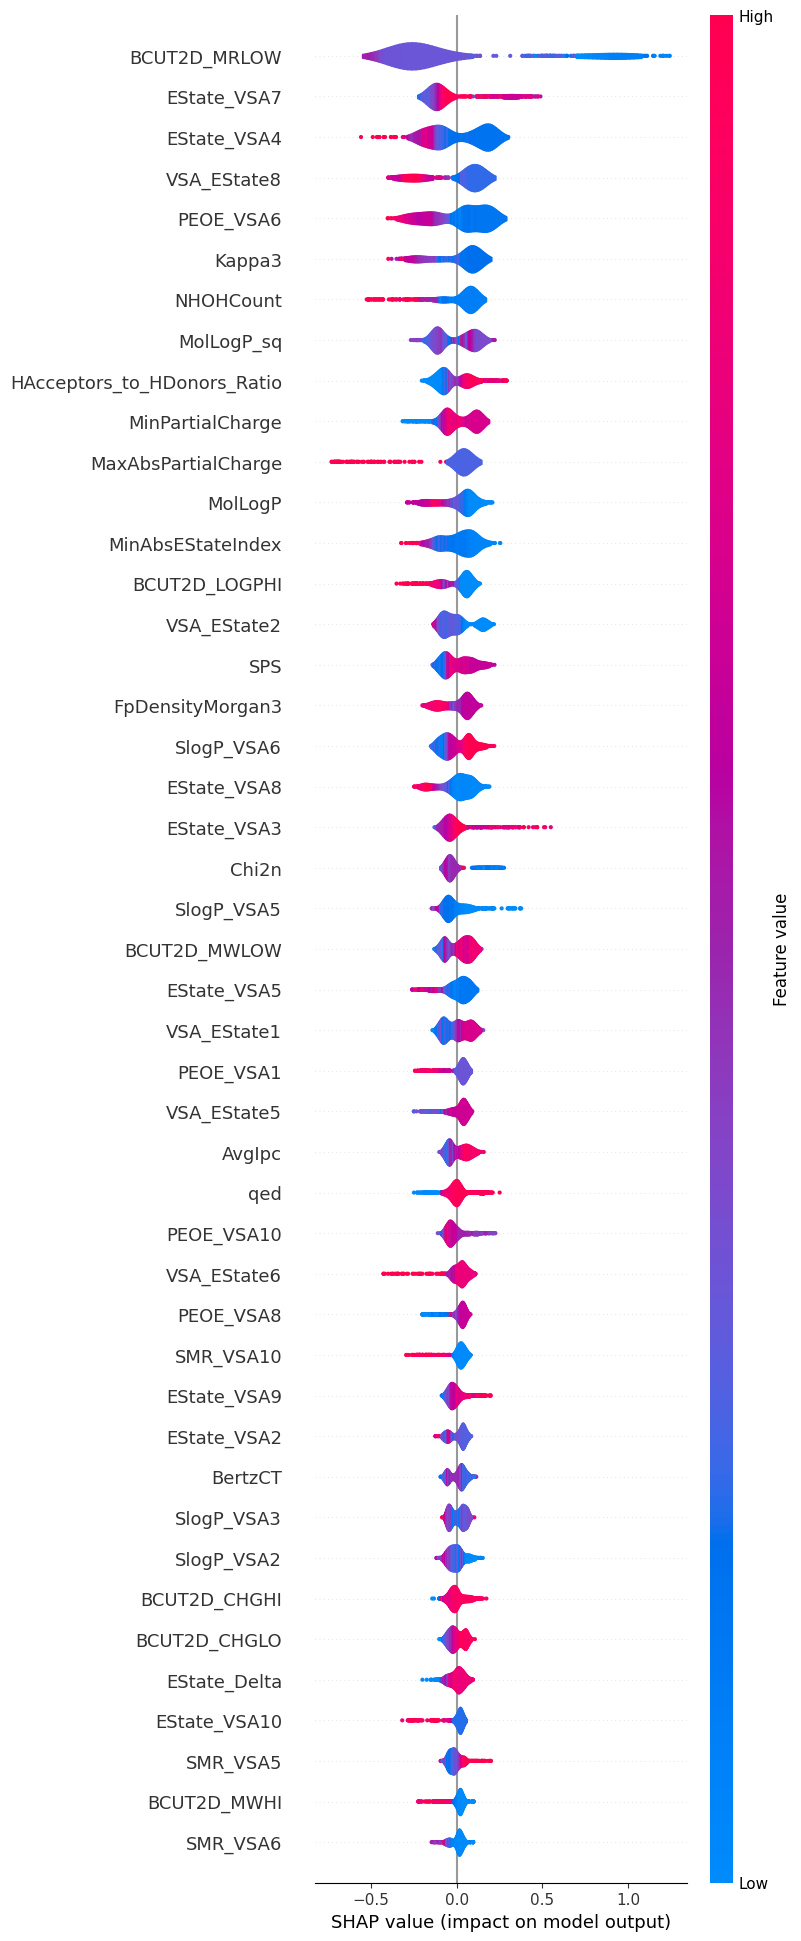 High
BCUT2D_MRLOW
EState_VSA7
EState_VSA4
VSA_EState8
PEOE_VSA6
Kappa3
NHOHCount
MolLogP_sq
HAcceptors_to_HDonors_Ratio
MinPartialCharge
MaxAbsPartialCharge
MolLogP
MinAbsEStateIndex
BCUT2D_LOGPHI
VSA_EState2
SPS
FpDensityMorgan3
SlogP_VSA6
EState_VSA8
EState_VSA3
Chi2n
SlogP_VSA5
BCUT2D_MWLOW
EState_VSA5
VSA_EState1
PEOE_VSA1
VSA_EState5
AvgIpc
qed
PEOE_VSA10
VSA_EState6
PEOE_VSA8
SMR_VSA10
EState_VSA9
EState_VSA2
BertzCT
SlogP_VSA3
SlogP_VSA2
BCUT2D_CHGHI
BCUT2D_CHGLO
EState_Delta
EState_VSA10
SMR_VSA5
BCUT2D_MWHI
SMR_VSA6
Feature value
Low
−0.5 0.0 0.5 1.0
SHAP value (impact on model output)